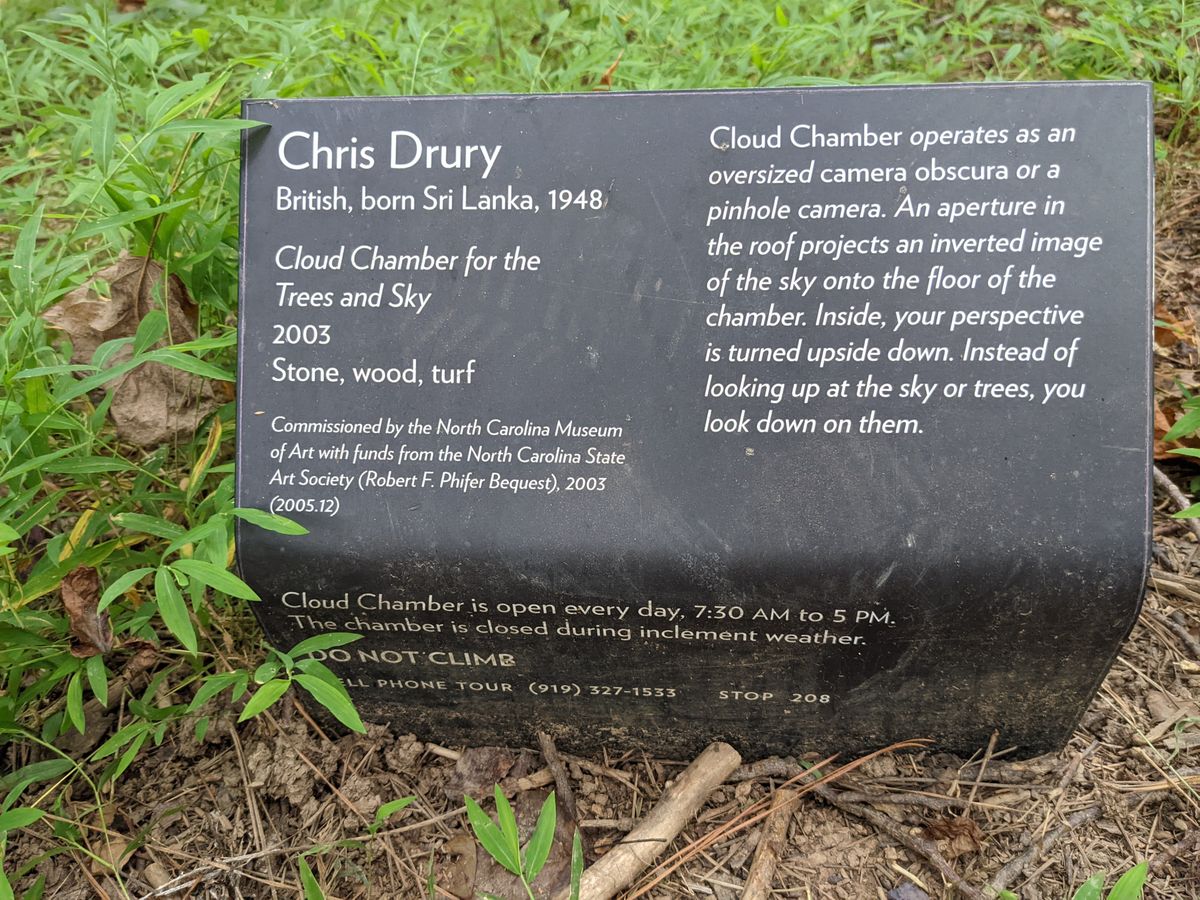 Chris Drury
British, born Sri Lanka, 1948
Cloud Chamber for the
Trees and Sky
2003
Stone, wood, turf
Commissioned by the North Carolina Museum
of Art with funds from the North Carolina State
Art Society (Robert F. Phifer Bequest), 2003
(2005.12)
Cloud Chamber operates as an
oversized camera obscura or a
pinhole camera. An aperture in
the roof projects an inverted image
of the sky onto the floor of the
chamber. Inside, your perspective
is turned upside down. Instead of
looking up at the sky or trees, you
look down on them.
Cloud Chamber is open every day, 7:30 AM to 5 PM.
The chamber is closed during inclement weather.
DO NOT CLIMB
ELL PHONE TOUR (919) 327-1533 STOP 208